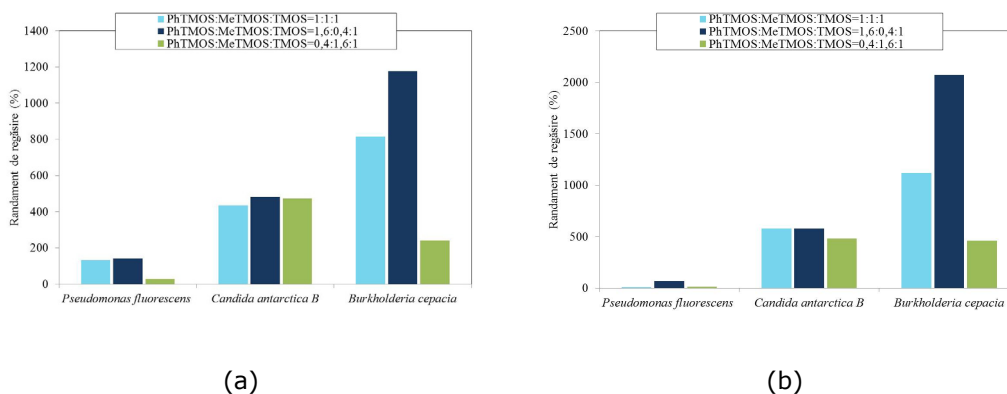 PhTMOS:MeTMOS:TMOS=1:1:1
PhTMOS:MeTMOS:TMOS=1,6:0,4:1
PhTMOS:MeTMOS:TMOS=0,4:1,6:1
Randament de regăsire (%)
1400
1200
1000
800
600
400
200
0
Pseudomonas fluorescens
Candida antarctica B
Burkholderia cepacia
(a)
PhTMOS:MeTMOS:TMOS=1:1:1
PhTMOS:MeTMOS:TMOS=1,6:0,4:1
PhTMOS:MeTMOS:TMOS=0,4:1,6:1
Randament de regăsire (%)
2500
2000
1500
1000
500
0
Pseudomonas fluorescens
Candida antarctica B
Burkholderia cepacia
(b)